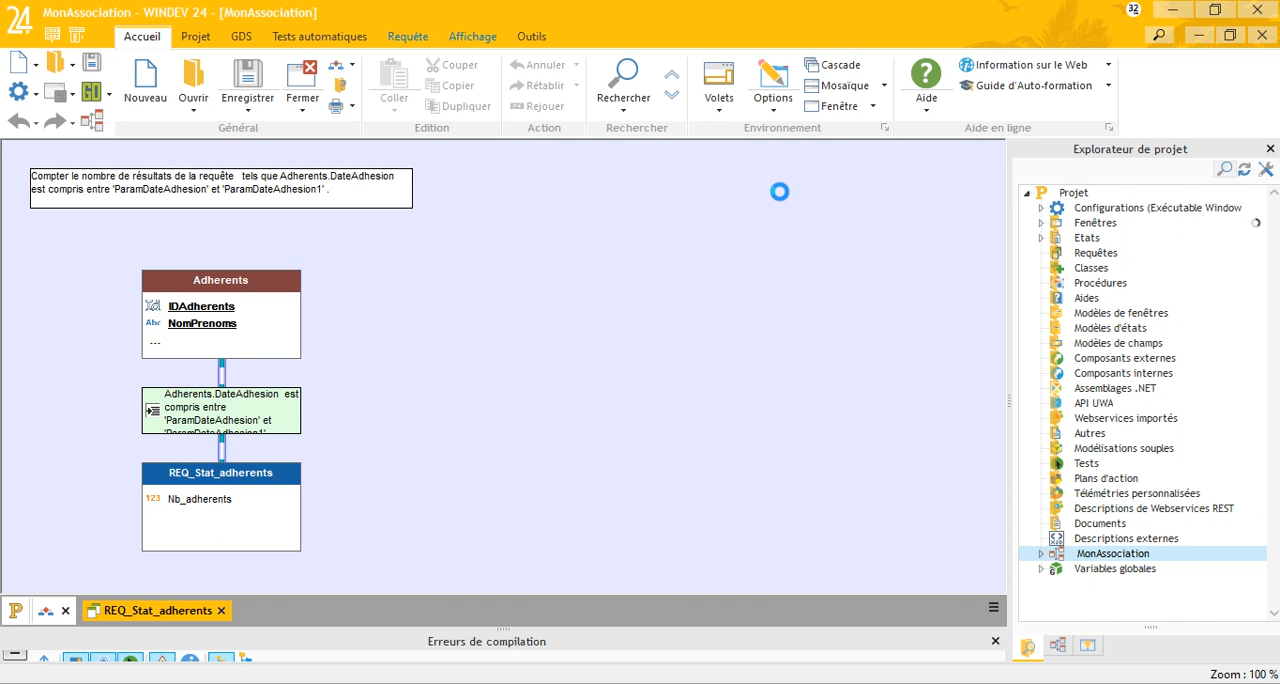 24
MonAssociation - WINDEV 24 - [MonAssociation]
32
Accueil Projet GDS Tests automatiques Requête Affichage Outils
Nouveau Ouvrir Enregistrer Fermer
Général
Coller
Couper
Copier
Dupliquer
Edition
Annuler
Rétablir
Rejouer
Action
Rechercher
Rechercher
Volets Options
Cascade
Mosaïque
Fenêtre
Environnement
Aide
Information sur le Web
Guide d'Auto-formation
Aide en ligne
Compter le nombre de résultats de la requête tels que Adherents.DateAdhesion
est compris entre 'ParamDateAdhesion' et 'ParamDateAdhesion1' .
Adherents
IDAdherents
Abc NomPrenoms
---
Adherents.DateAdhesion est
compris entre
'ParamDateAdhesion' et
'ParamDateAdhesion1'
REQ_Stat_adherents
123 Nb_adherents
Explorateur de projet
Projet
Configurations (Exécutable Window
Fenêtres
Etats
Requêtes
Classes
Procédures
Aides
Modèles de fenêtres
Modèles d'états
Modèles de champs
Composants externes
Composants internes
Assemblages .NET
API UWA
Webservices importés
Autres
Modélisations souples
Tests
Plans d'action
Télémétries personnalisées
Descriptions de Webservices REST
Documents
Descriptions externes
MonAssociation
Variables globales
REQ_Stat_adherents
Erreurs de compilation
Zoom : 100 %